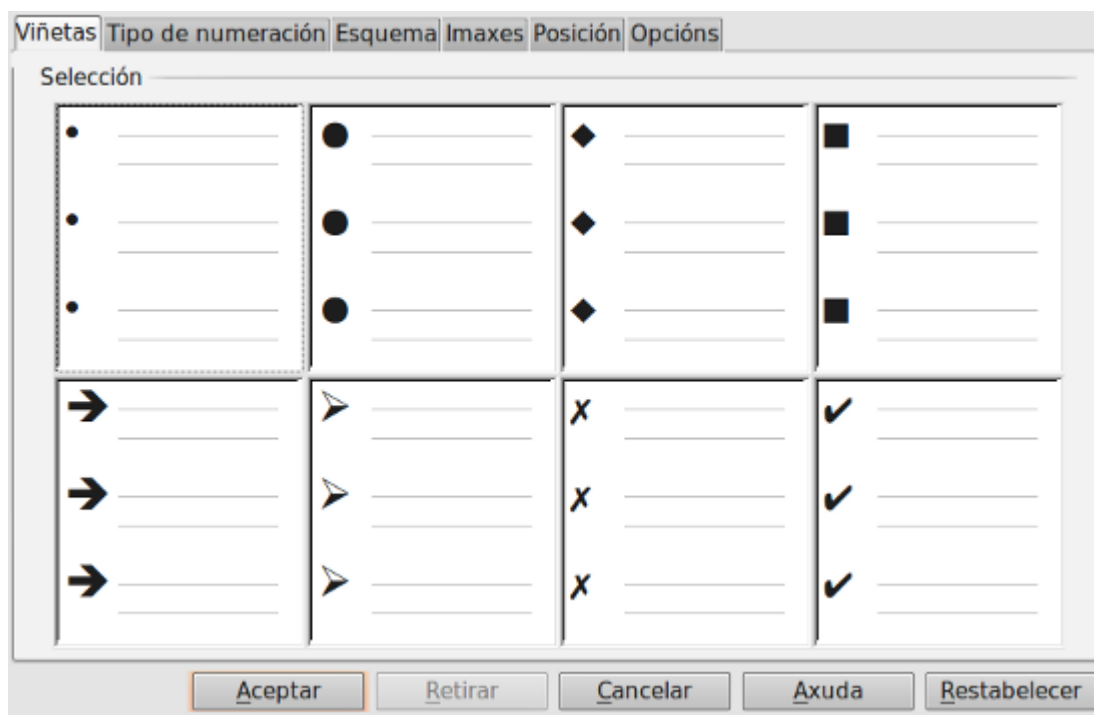 Viñetas Tipo de numeración Esquema Imaxes Posición Opcións
Selección
Aceptar Retirar Cancelar Axuda Restabelecer